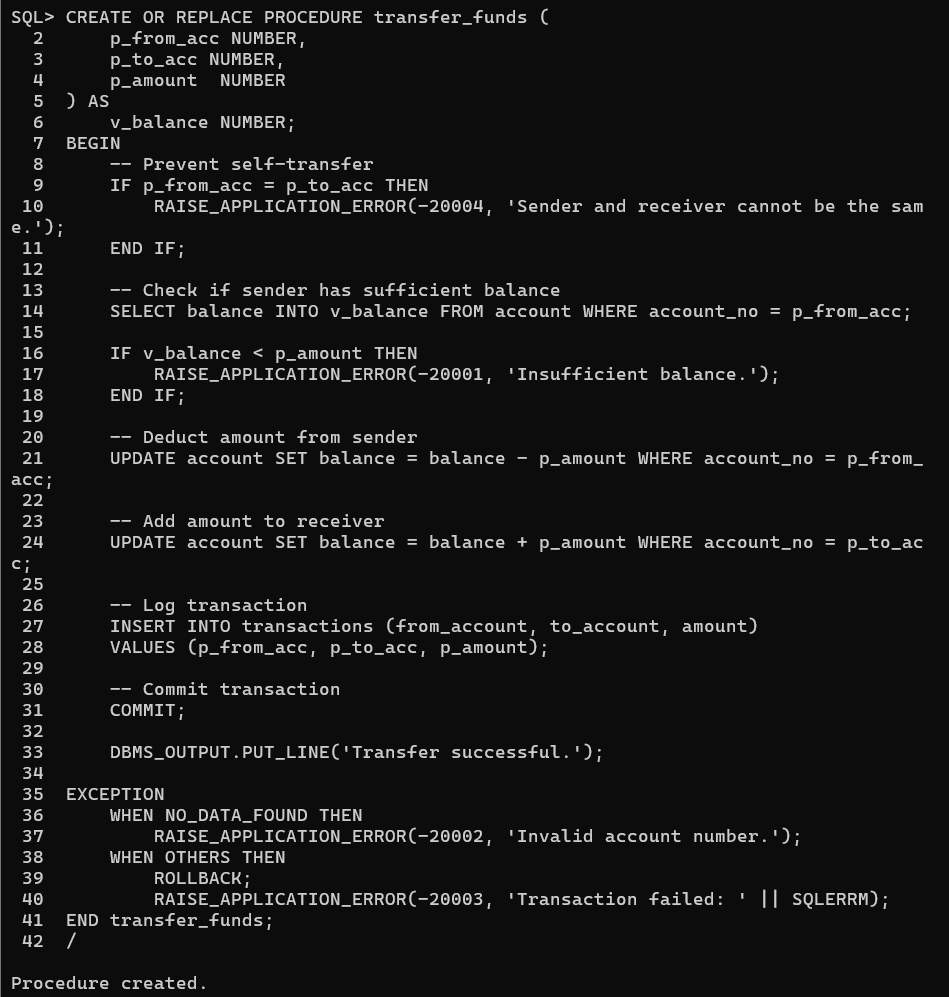 SQL> CREATE OR REPLACE PROCEDURE transfer_funds (
  2      p_from_acc NUMBER,
  3      p_to_acc NUMBER,
  4      p_amount  NUMBER
  5  ) AS
  6      v_balance NUMBER;
  7  BEGIN
  8      -- Prevent self-transfer
  9      IF p_from_acc = p_to_acc THEN
 10          RAISE_APPLICATION_ERROR(-20004, 'Sender and receiver cannot be the sam
e.');
 11      END IF;
 12
 13      -- Check if sender has sufficient balance
 14      SELECT balance INTO v_balance FROM account WHERE account_no = p_from_acc;
 15
 16      IF v_balance < p_amount THEN
 17          RAISE_APPLICATION_ERROR(-20001, 'Insufficient balance.');
 18      END IF;
 19
 20      -- Deduct amount from sender
 21      UPDATE account SET balance = balance - p_amount WHERE account_no = p_from_
acc;
 22
 23      -- Add amount to receiver
 24      UPDATE account SET balance = balance + p_amount WHERE account_no = p_to_ac
c;
 25
 26      -- Log transaction
 27      INSERT INTO transactions (from_account, to_account, amount)
 28      VALUES (p_from_acc, p_to_acc, p_amount);
 29
 30      -- Commit transaction
 31      COMMIT;
 32
 33      DBMS_OUTPUT.PUT_LINE('Transfer successful.');
 34
 35  EXCEPTION
 36      WHEN NO_DATA_FOUND THEN
 37          RAISE_APPLICATION_ERROR(-20002, 'Invalid account number.');
 38      WHEN OTHERS THEN
 39          ROLLBACK;
 40          RAISE_APPLICATION_ERROR(-20003, 'Transaction failed: ' || SQLERRM);
 41  END transfer_funds;
 42  /

Procedure created.